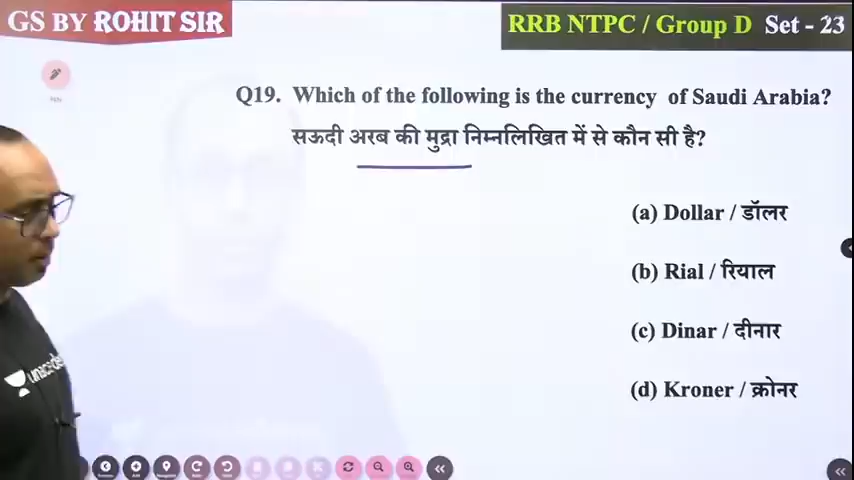 GS BY ROHIT SIR
RRB NTPC / Group D Set - 23
Q19. Which of the following is the currency of Saudi Arabia?
सऊदी अरब की मुद्रा निम्नलिखित में से कौन सी है?
(a) Dollar / डॉलर
(b) Rial / रियाल
(c) Dinar / दीनार
(d) Kroner / क्रोनर